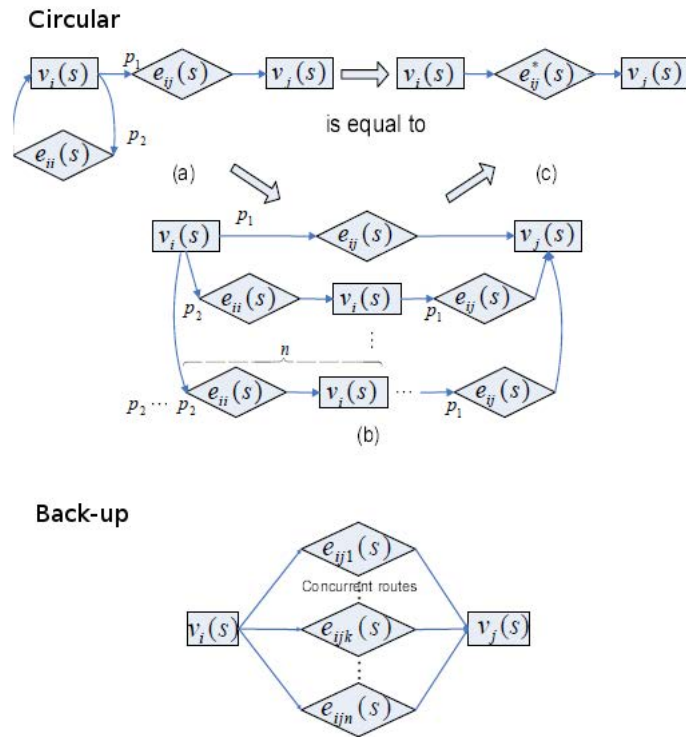 Circular
v_i(s) p_1 e_ij(s) v_j(s) v_i(s) e*_ij(s) v_j(s)
is equal to
e_ii(s) p_2
(a) (c)
v_i(s) p_1 e_ij(s) v_j(s)
p_2 e_ii(s) v_i(s) p_1 e_ij(s)
⋮
n
p_2 ⋯ p_2 e_ii(s) v_i(s) ⋯ p_1 e_ij(s)
(b)
Back-up
e_ij1(s)
Concurrent routes
v_i(s) e_ijk(s) v_j(s)
e_ijn(s)